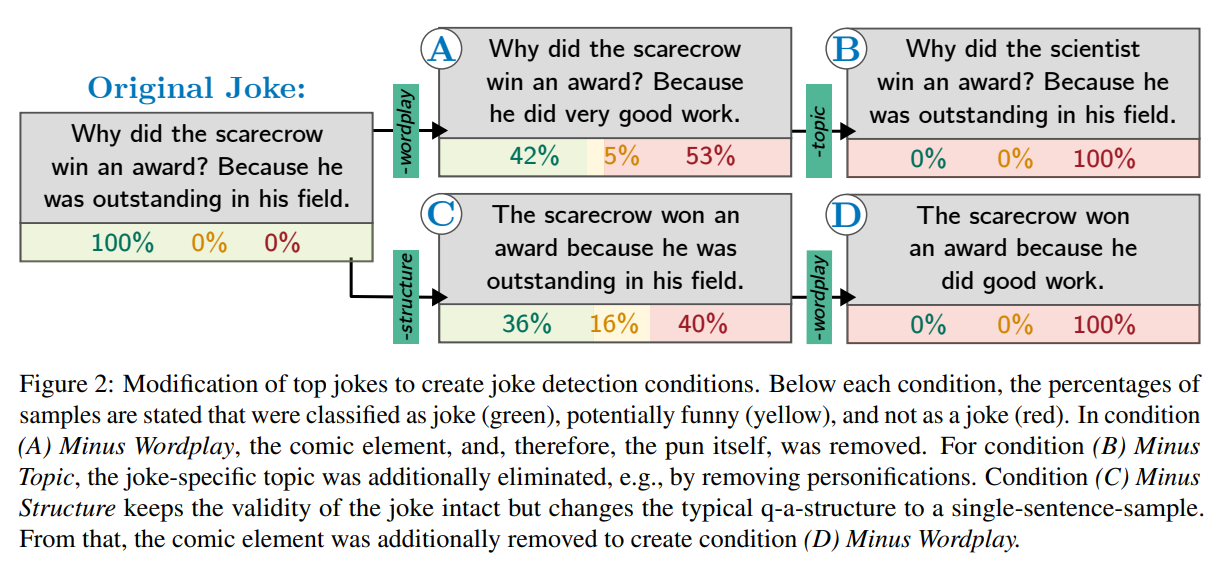 Original Joke:
Why did the scarecrow
win an award? Because he
was outstanding in his field.
100% 0% 0%
-wordplay
A
Why did the scarecrow
win an award? Because
he did very good work.
42% 5% 53%
-topic
B
Why did the scientist
win an award? Because he
was outstanding in his field.
0% 0% 100%
-structure
C
The scarecrow won an
award because he was
outstanding in his field.
36% 16% 40%
-wordplay
D
The scarecrow won
an award because he
did good work.
0% 0% 100%
Figure 2: Modification of top jokes to create joke detection conditions. Below each condition, the percentages of
samples are stated that were classified as joke (green), potentially funny (yellow), and not as a joke (red). In condition
(A) Minus Wordplay, the comic element, and, therefore, the pun itself, was removed. For condition (B) Minus
Topic, the joke-specific topic was additionally eliminated, e.g., by removing personifications. Condition (C) Minus
Structure keeps the validity of the joke intact but changes the typical q-a-structure to a single-sentence-sample.
From that, the comic element was additionally removed to create condition (D) Minus Wordplay.